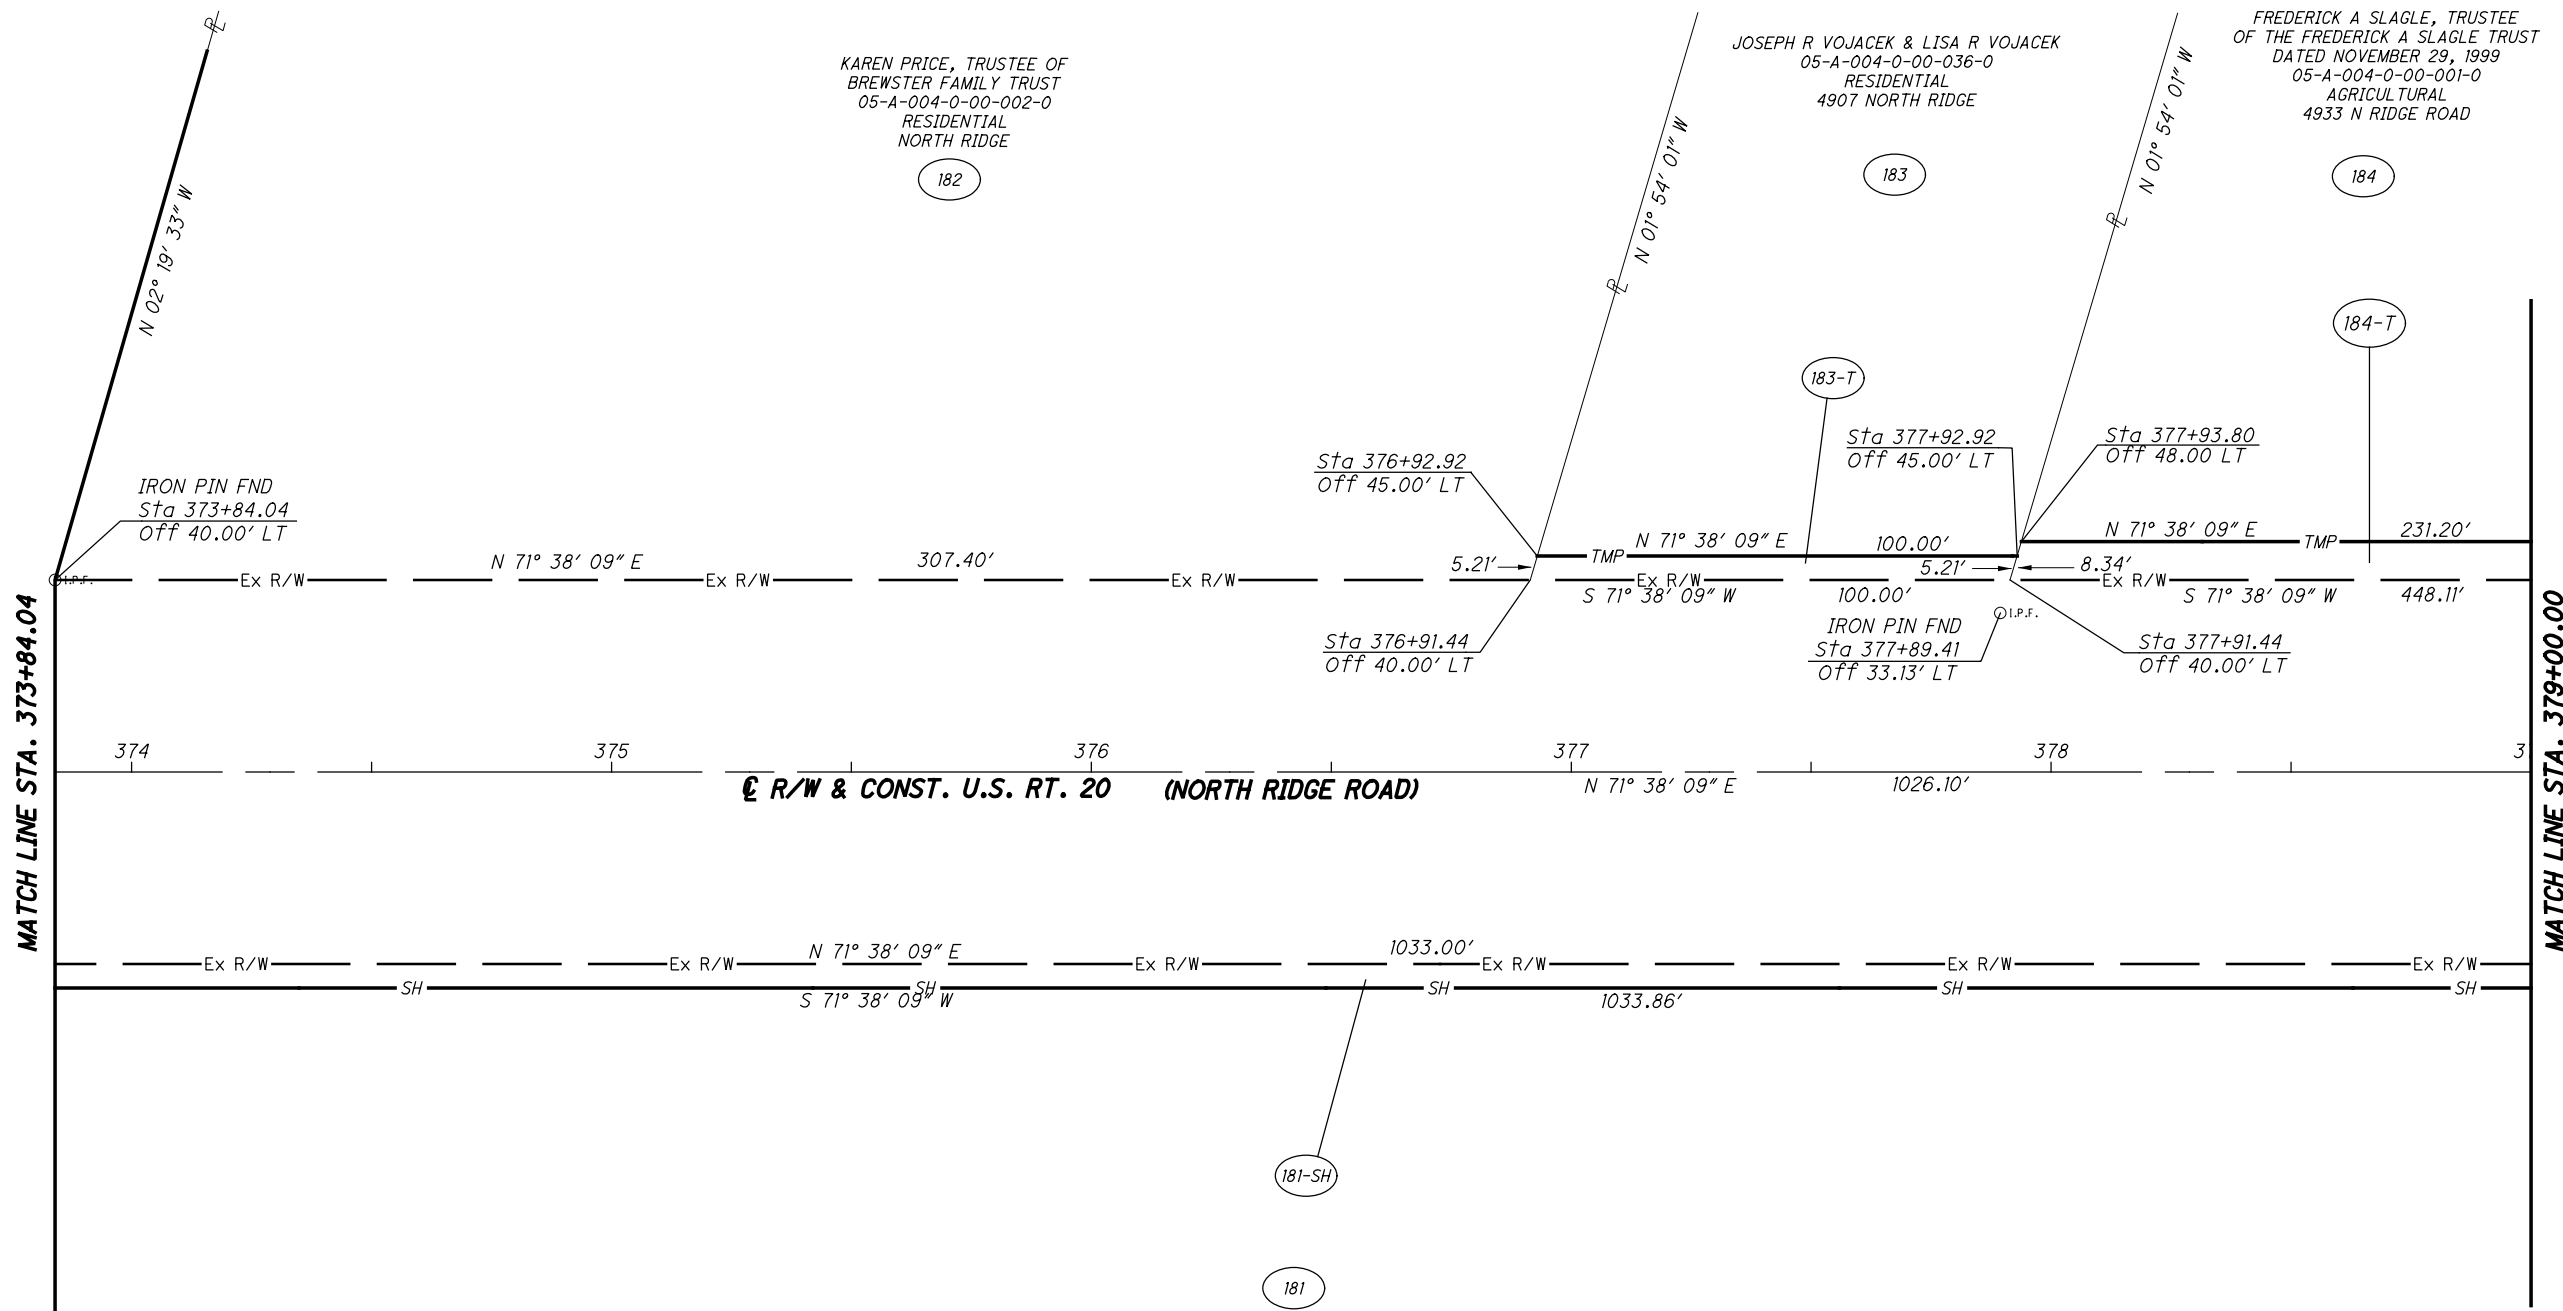 KAREN PRICE, TRUSTEE OF
BREWSTER FAMILY TRUST
05-A-004-0-00-002-0
RESIDENTIAL
NORTH RIDGE
182
JOSEPH R VOJACEK & LISA R VOJACEK
05-A-004-0-00-036-0
RESIDENTIAL
4907 NORTH RIDGE
183
FREDERICK A SLAGLE, TRUSTEE
OF THE FREDERICK A SLAGLE TRUST
DATED NOVEMBER 29, 1999
05-A-004-0-00-001-0
AGRICULTURAL
4933 N RIDGE ROAD
184
PL
N 02° 19' 33" W
PL
N 01° 54' 01" W
PL
N 01° 54' 01" W
184-T
183-T
IRON PIN FND
Sta 373+84.04
Off 40.00' LT
Sta 376+92.92
Off 45.00' LT
Sta 377+92.92
Off 45.00' LT
Sta 377+93.80
Off 48.00 LT
N 71° 38' 09" E
TMP
231.20'
TMP
N 71° 38' 09" E
100.00'
N 71° 38' 09" E
307.40'
5.21'
5.21'
8.34'
I.P.F.
Ex R/W
Ex R/W
Ex R/W
Ex R/W
Ex R/W
S 71° 38' 09" W
100.00'
S 71° 38' 09" W
448.11'
I.P.F.
IRON PIN FND
Sta 377+89.41
Off 33.13' LT
Sta 376+91.44
Off 40.00' LT
Sta 377+91.44
Off 40.00' LT
MATCH LINE STA. 373+84.04
MATCH LINE STA. 379+00.00
374
375
376
377
378
3
CL R/W & CONST. U.S. RT. 20 (NORTH RIDGE ROAD)
N 71° 38' 09" E
1026.10'
N 71° 38' 09" E
1033.00'
Ex R/W
Ex R/W
Ex R/W
Ex R/W
Ex R/W
Ex R/W
SH
SH
SH
SH
SH
S 71° 38' 09" W
1033.86'
181-SH
181